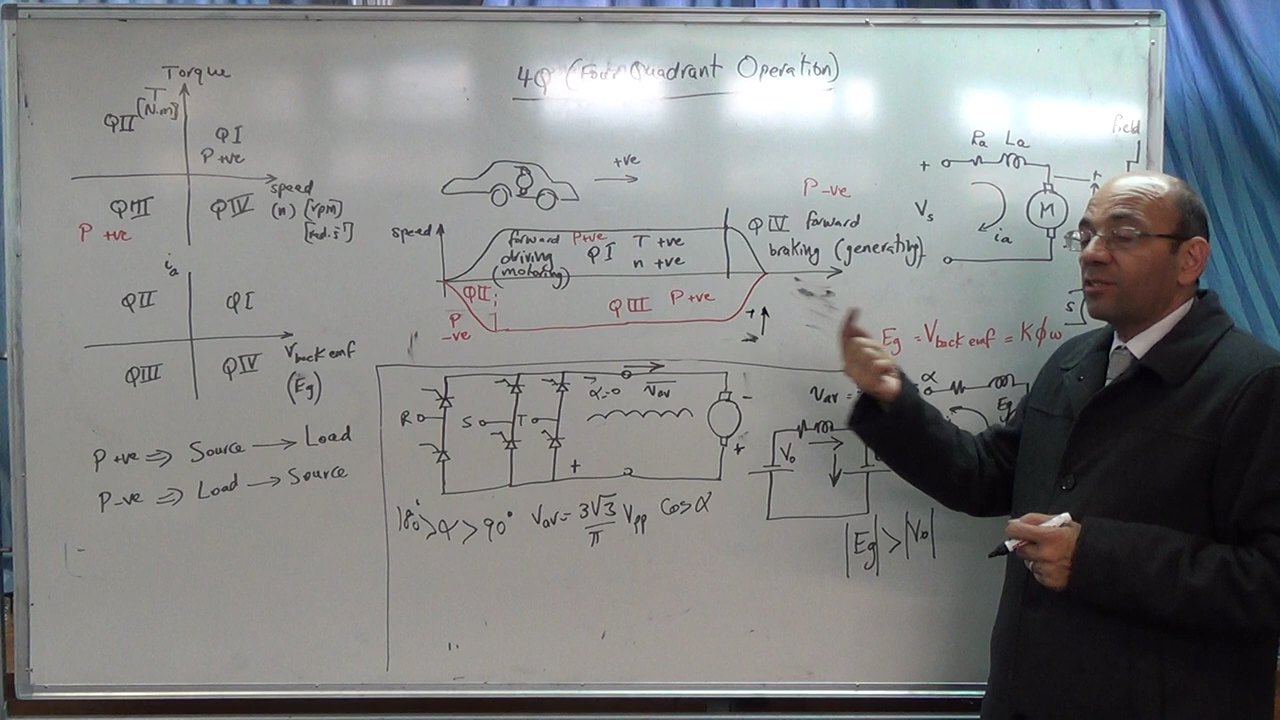 4Q (Four Quadrant Operation)
Torque
T
[N.m]
QII
QI
P +ve
speed
(n) [rpm]
[rad.s⁻¹]
QIII
QIV
P +ve
+ve
speed
forward
driving
(motoring)
P+ve
QI
T +ve
n +ve
P-ve
QIV forward
braking (generating)
QII
P
-ve
QIII P+ve
+
Ra La
Field
+
Vs
ia
M
S
Eg = Vback emf = Kϕω
ia
QII
QI
QIII
QIV
Vback emf
(Eg)
P +ve ⇒ Source → Load
P-ve ⇒ Load → Source
R
S
T
α=0
Vav
-
+
+
180°>α>90°
Vav = 3√3/π Vpp Cosα
Vav =
α
Eg
Vo
|Eg| > |Vo|